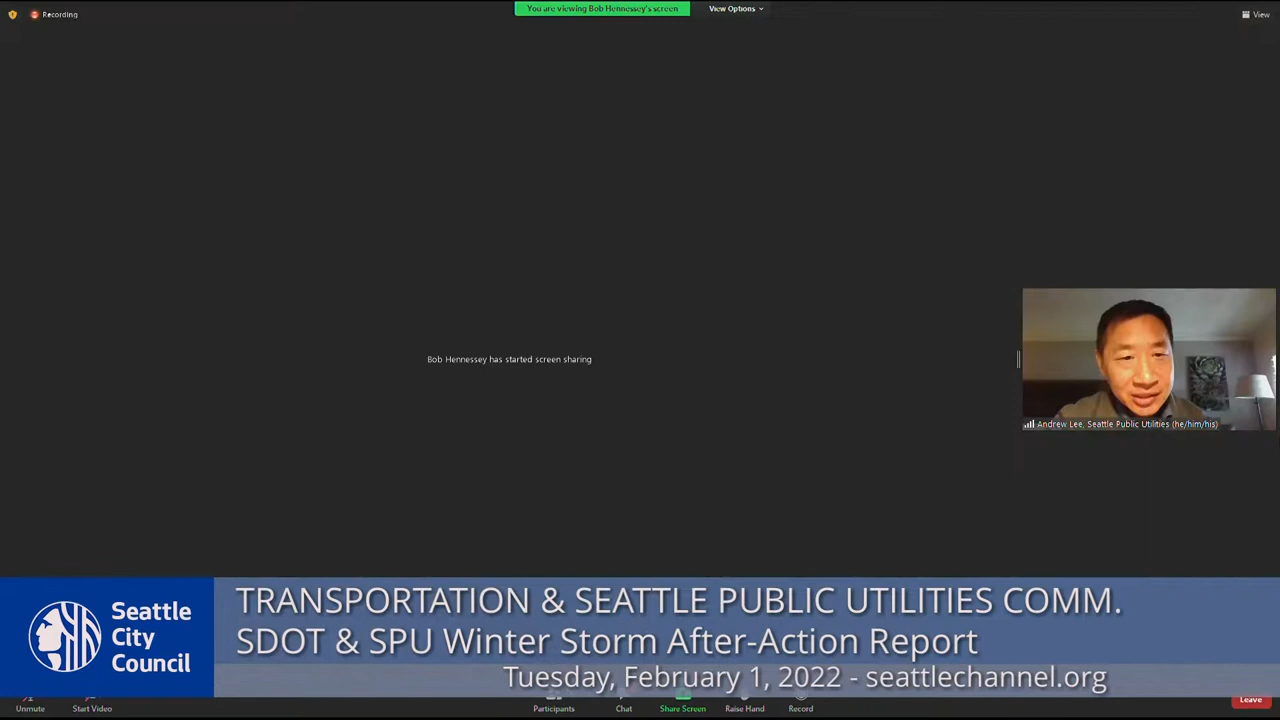 Recording
You are viewing Bob Hennessey's screen
View Options
View
Bob Hennessey has started screen sharing
Andrew Lee, Seattle Public Utilities (he/him/his)
Seattle
City
Council
TRANSPORTATION & SEATTLE PUBLIC UTILITIES COMM.
SDOT & SPU Winter Storm After-Action Report
Tuesday, February 1, 2022 - seattlechannel.org
Unmute
Start Video
Participants
Chat
Share Screen
Raise Hand
Record
Leave